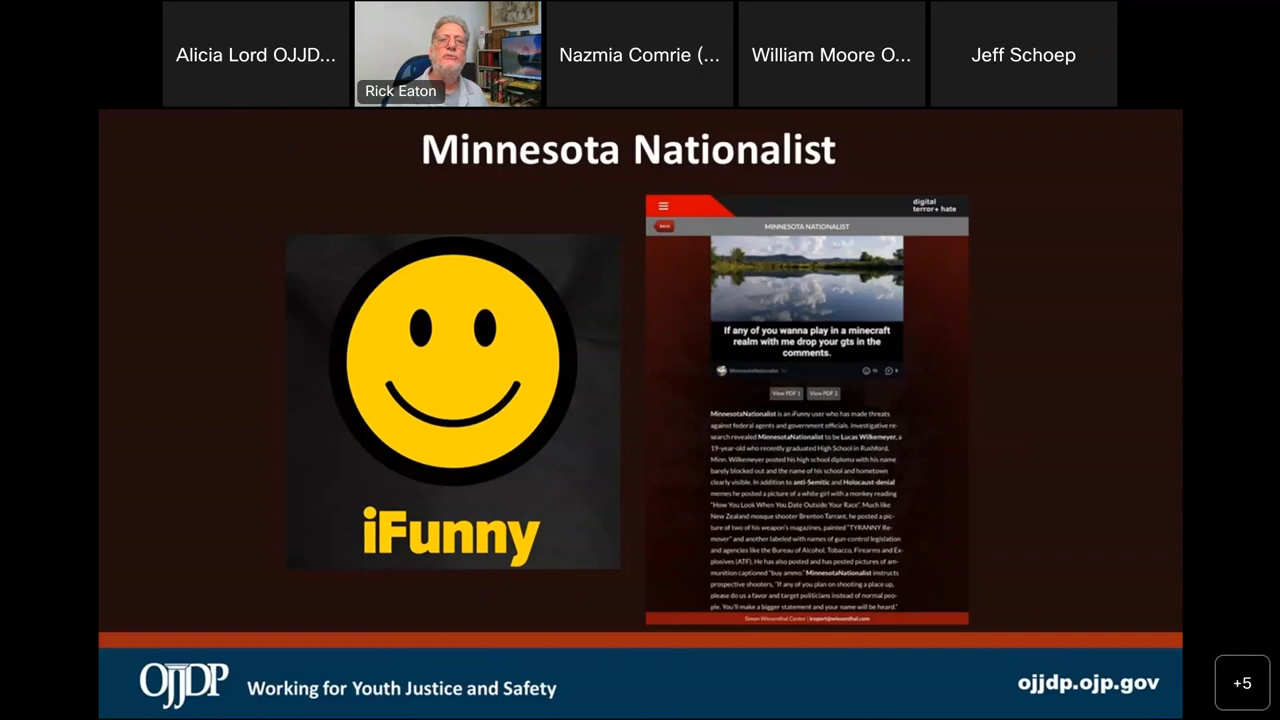 Alicia Lord OJJD...
Rick Eaton
Nazmia Comrie (...
William Moore O...
Jeff Schoep
Minnesota Nationalist
iFunny
digital
terror+ hate
BACK
MINNESOTA NATIONALIST
If any of you wanna play in a minecraft
realm with me drop your gts in the
comments.
MinnesotaNationalist
View PDF 1
View PDF 2
MinnesotaNationalist is an iFunny user who has made threats
against federal agents and government officials. Investigative re-
search revealed MinnesotaNationalist to be Lucas Wilkemeyer, a
19-year-old who recently graduated High School in Rushford,
Minn. Wilkemeyer posted his high school diploma with his name
barely blocked out and the name of his school and hometown
clearly visible. In addition to anti-Semitic and Holocaust-denial
memes he posted a picture of a white girl with a monkey reading
"How You Look When You Date Outside Your Race". Much like
New Zealand mosque shooter Brenton Tarrant, he posted a pic-
ture of two of his weapon's magazines, painted "TYRANNY Re-
mover" and another labeled with names of gun-control legislation
and agencies like the Bureau of Alcohol, Tobacco, Firearms and Ex-
plosives (ATF). He has also posted and has posted pictures of am-
munition captioned "buy ammo." MinnesotaNationalist instructs
prospective shooters, "If any of you plan on shooting a place up,
please do us a favor and target politicians instead of normal peo-
ple. You'll make a bigger statement and your name will be heard."
Simon Wiesenthal Center | ireport@wiesenthal.com
OJJDP
Working for Youth Justice and Safety
ojjdp.ojp.gov
+5